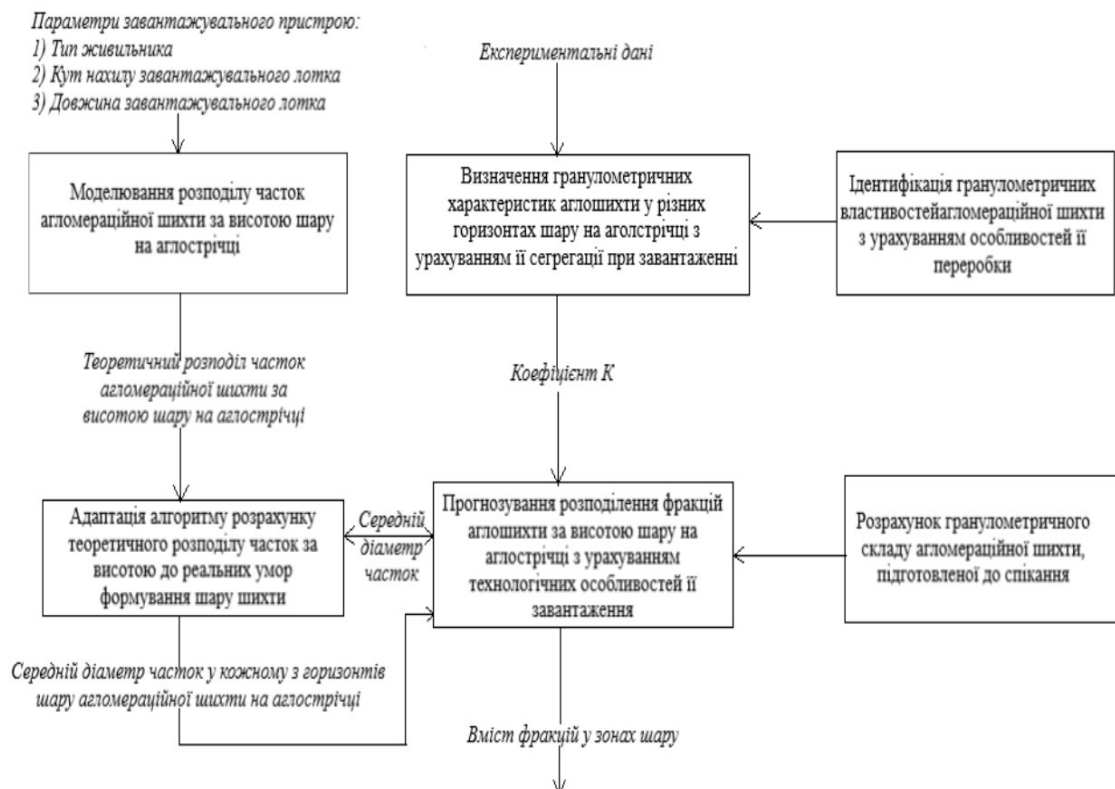 Параметри завантажувального пристрою:
1) Тип живильника
2) Кут нахилу завантажувального лотка
3) Довжина завантажувального лотка
Експериментальні дані
Моделювання розподілу часток
агломераційної шихти за висотою шару
на аглострічці
Визначення гранулометричних
характеристик аглошихти у різних
горизонтах шару на аголстрічці з
урахуванням її сегрегації при завантаженні
Ідентифікація гранулометричних
властивостейагломераційної шихти
з урахуванням особливостей її
переробки
Теоретичний розподіл часток
агломераційної шихти за
висотою шару на аглострічці
Коефіцієнт К
Адаптація алгоритму розрахунку
теоретичного розподілу часток за
висотою до реальних умор
формування шару шихти
Середній
діаметр
часток
Прогнозування розподілення фракцій
аглошихти за висотою шару на
аглострічці з урахуванням
технологічних особливостей її
завантаження
Розрахунок гранулометричного
складу агломераційної шихти,
підготовленої до спікання
Середній діаметр часток у кожному з горизонтів
шару агломераційної шихти на аглострічці
Вміст фракцій у зонах шару